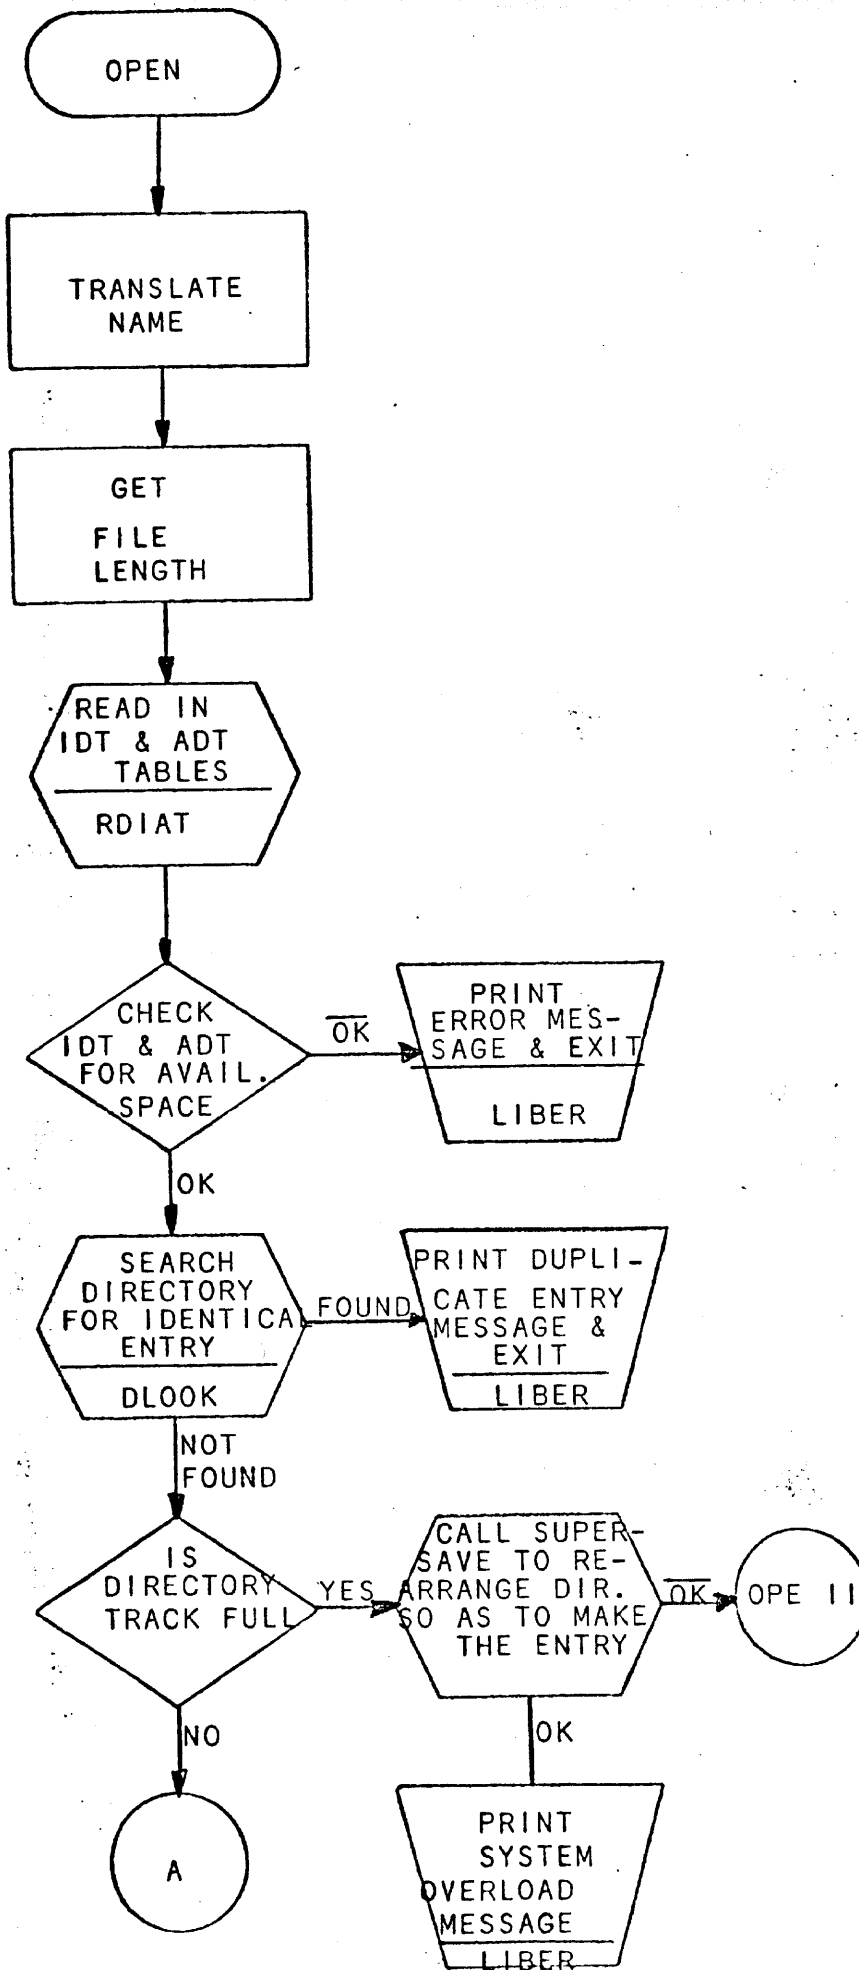 OPEN
TRANSLATE
NAME
GET
FILE
LENGTH
READ IN
IDT & ADT
TABLES
RDIAT
CHECK
IDT & ADT
FOR AVAIL.
SPACE
OK
PRINT
ERROR MES-
SAGE & EXIT
LIBER
OK
SEARCH
DIRECTORY
FOR IDENTICAL
ENTRY
DLOOK
FOUND
PRINT DUPLI-
CATE ENTRY
MESSAGE &
EXIT
LIBER
NOT
FOUND
IS
DIRECTORY
TRACK FULL
YES
CALL SUPER-
SAVE TO RE-
ARRANGE DIR.
SO AS TO MAKE
THE ENTRY
OK
OPE II
NO
OK
A
PRINT
SYSTEM
OVERLOAD
MESSAGE
LIBER